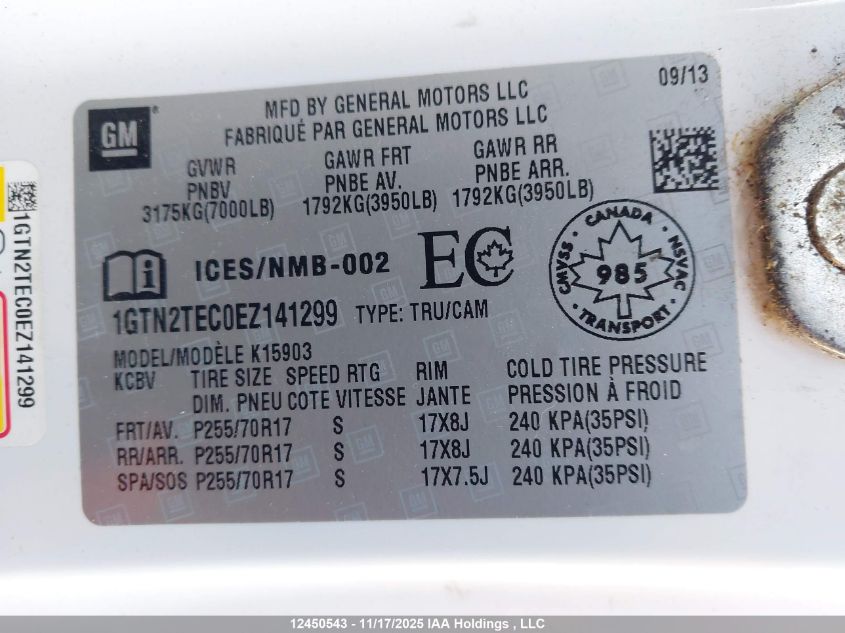 09/13
GM
MFD BY GENERAL MOTORS LLC
FABRIQUÉ PAR GENERAL MOTORS LLC
GVWR GAWR FRT GAWR RR
PNBV PNBE AV. PNBE ARR.
3175KG(7000LB) 1792KG(3950LB) 1792KG(3950LB)
i ICES/NMB-002 EC
CANADA
CMVSS 985 NSVAC
TRANSPORT
1GTN2TEC0EZ141299 TYPE: TRU/CAM
MODEL/MODÈLE K15903
KCBV TIRE SIZE SPEED RTG RIM COLD TIRE PRESSURE
DIM. PNEU COTE VITESSE JANTE PRESSION À FROID
FRT/AV. P255/70R17 S 17X8J 240 KPA(35PSI)
RR/ARR. P255/70R17 S 17X8J 240 KPA(35PSI)
SPA/SOS P255/70R17 S 17X7.5J 240 KPA(35PSI)
1GTN2TEC0EZ141299
12450543 - 11/17/2025 IAA Holdings , LLC